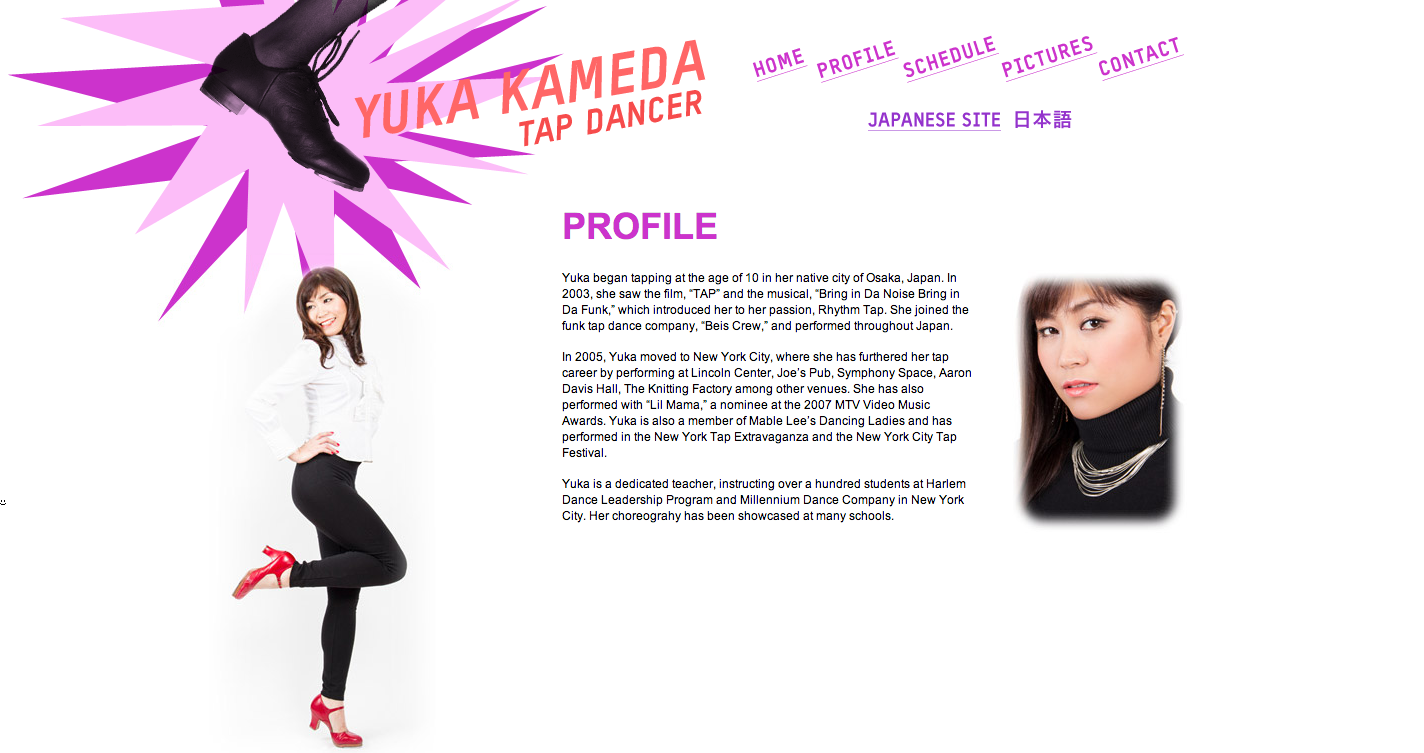 YUKA KAMEDA
TAP DANCER
HOME PROFILE SCHEDULE PICTURES CONTACT
JAPANESE SITE 日本語
PROFILE
Yuka began tapping at the age of 10 in her native city of Osaka, Japan. In
2003, she saw the film, “TAP” and the musical, “Bring in Da Noise Bring in
Da Funk,” which introduced her to her passion, Rhythm Tap. She joined the
funk tap dance company, “Beis Crew,” and performed throughout Japan.
In 2005, Yuka moved to New York City, where she has furthered her tap
career by performing at Lincoln Center, Joe’s Pub, Symphony Space, Aaron
Davis Hall, The Knitting Factory among other venues. She has also
performed with “Lil Mama,” a nominee at the 2007 MTV Video Music
Awards. Yuka is also a member of Mable Lee’s Dancing Ladies and has
performed in the New York Tap Extravaganza and the New York City Tap
Festival.
Yuka is a dedicated teacher, instructing over a hundred students at Harlem
Dance Leadership Program and Millennium Dance Company in New York
City. Her choreograhy has been showcased at many schools.